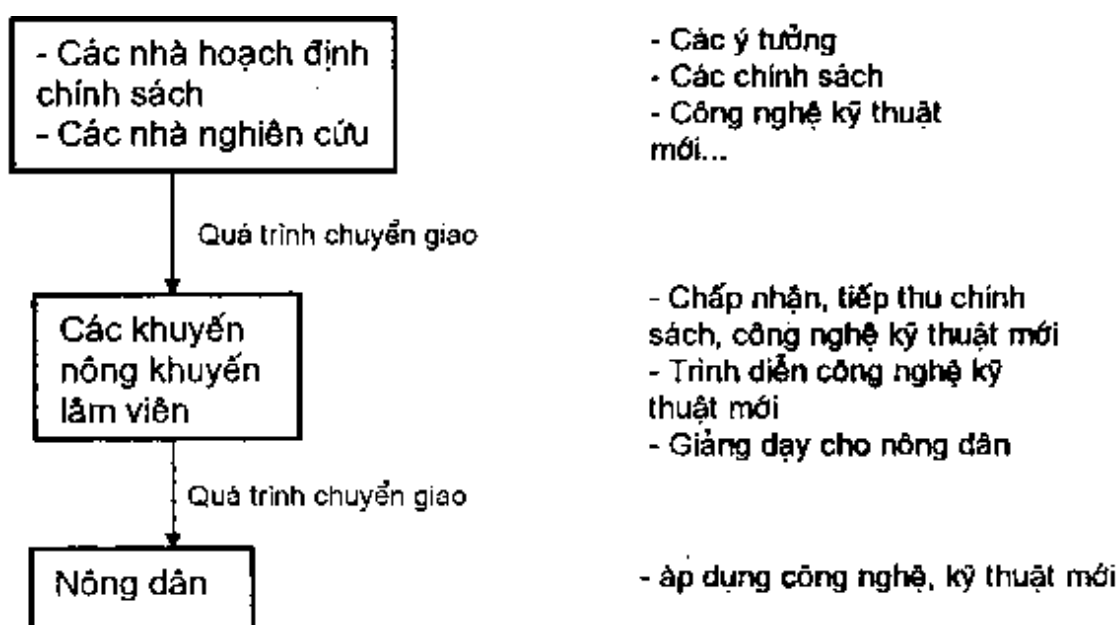 - Các nhà hoạch định
chính sách
- Các nhà nghiên cứu
- Các ý tưởng
- Các chính sách
- Công nghệ kỹ thuật
mới...
Quá trình chuyển giao
Các khuyến
nông khuyến
lâm viên
- Chấp nhận, tiếp thu chính
sách, công nghệ kỹ thuật mới
- Trình diễn công nghệ kỹ
thuật mới
- Giảng dạy cho nông dân
Quá trình chuyển giao
Nông dân
- áp dụng công nghệ, kỹ thuật mới